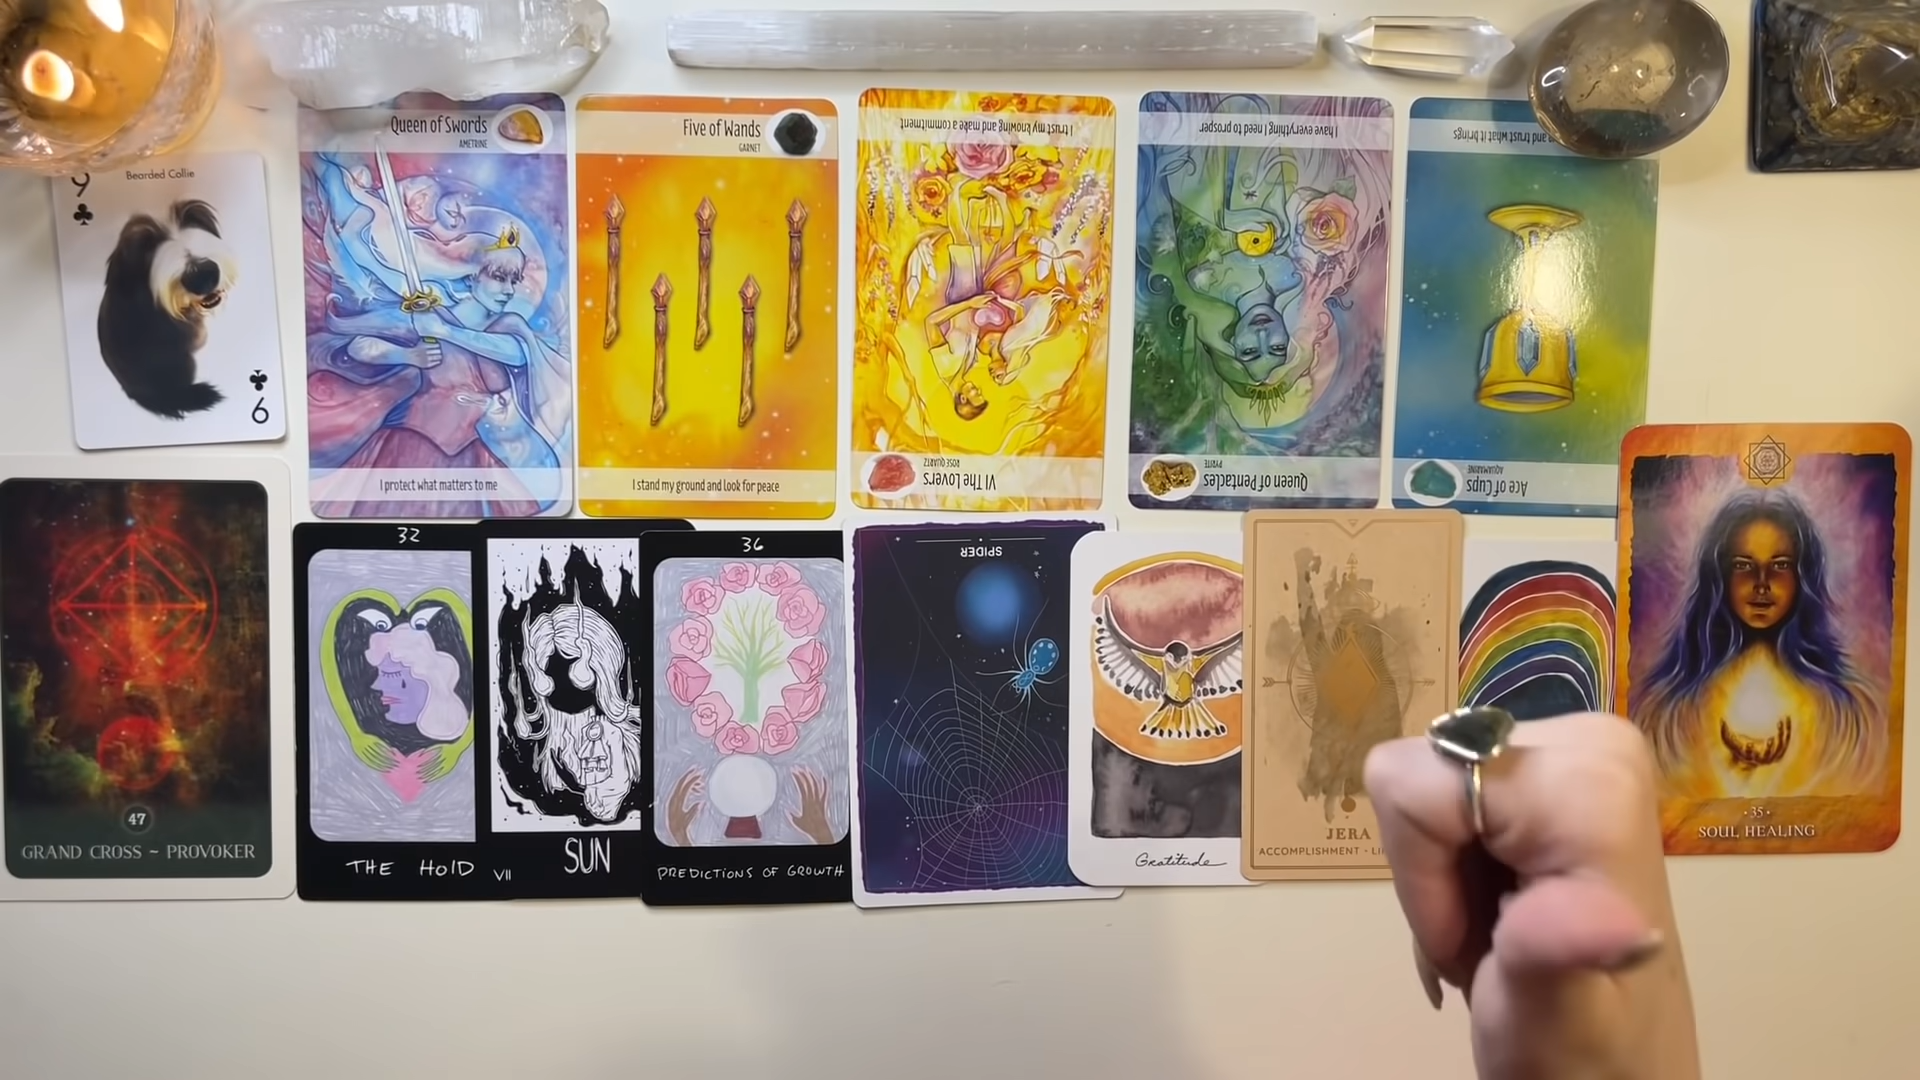 9
Bearded Collie
9
Queen of Swords
AMETRINE
I protect what matters to me
Five of Wands
GARNET
I stand my ground and look for peace
I trust my knowing and make a commitment
VI The Lovers
ROSE QUARTZ
I have everything I need to prosper
Queen of Pentacles
PYRITE
and trust what it brings
Ace of Cups
AQUAMARINE
47
GRAND CROSS ~ PROVOKER
32
THE HOLD
VII
SUN
36
PREDICTIONS OF GROWTH
SPIDER
Gratitude
JERA
ACCOMPLISHMENT •
• 35 •
SOUL HEALING